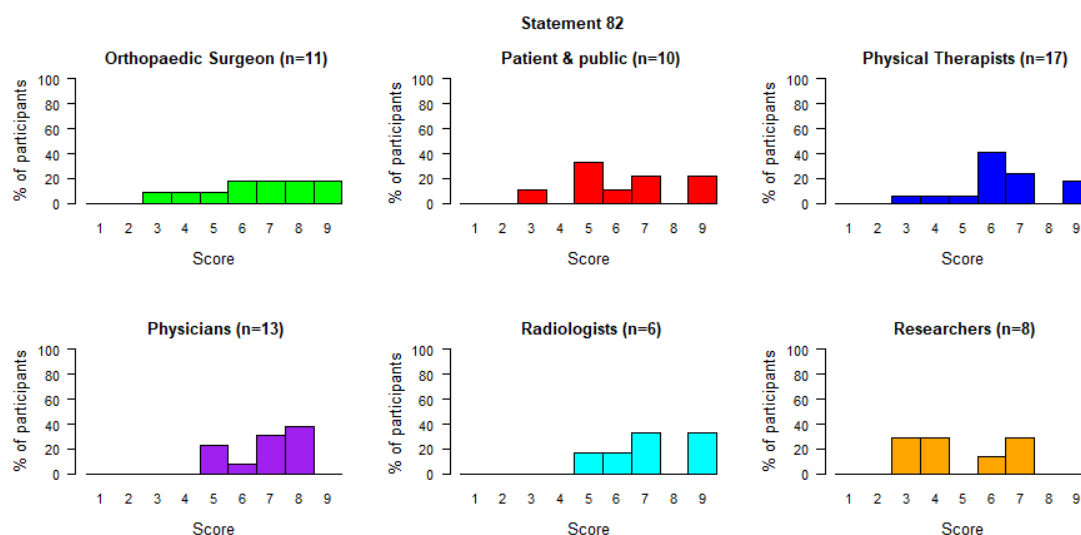 Statement 82
Orthopaedic Surgeon (n=11)
% of participants
100
80
60
40
20
0
1 2 3 4 5 6 7 8 9
Score
Patient & public (n=10)
% of participants
100
80
60
40
20
0
1 2 3 4 5 6 7 8 9
Score
Physical Therapists (n=17)
% of participants
100
80
60
40
20
0
1 2 3 4 5 6 7 8 9
Score
Physicians (n=13)
% of participants
100
80
60
40
20
0
1 2 3 4 5 6 7 8 9
Score
Radiologists (n=6)
% of participants
100
80
60
40
20
0
1 2 3 4 5 6 7 8 9
Score
Researchers (n=8)
% of participants
100
80
60
40
20
0
1 2 3 4 5 6 7 8 9
Score